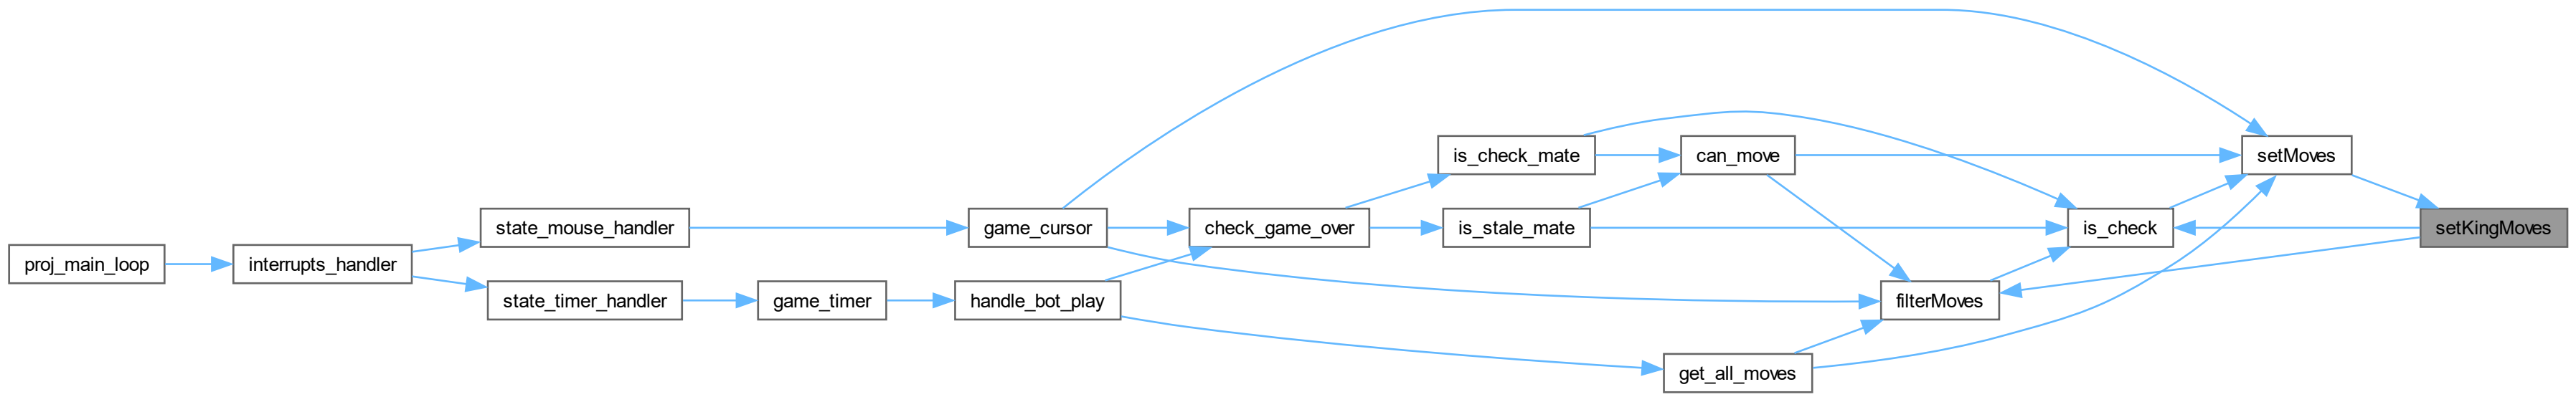 proj_main_loop
interrupts_handler
state_mouse_handler
state_timer_handler
game_timer
game_cursor
handle_bot_play
check_game_over
is_check_mate
is_stale_mate
can_move
get_all_moves
filterMoves
is_check
setMoves
setKingMoves